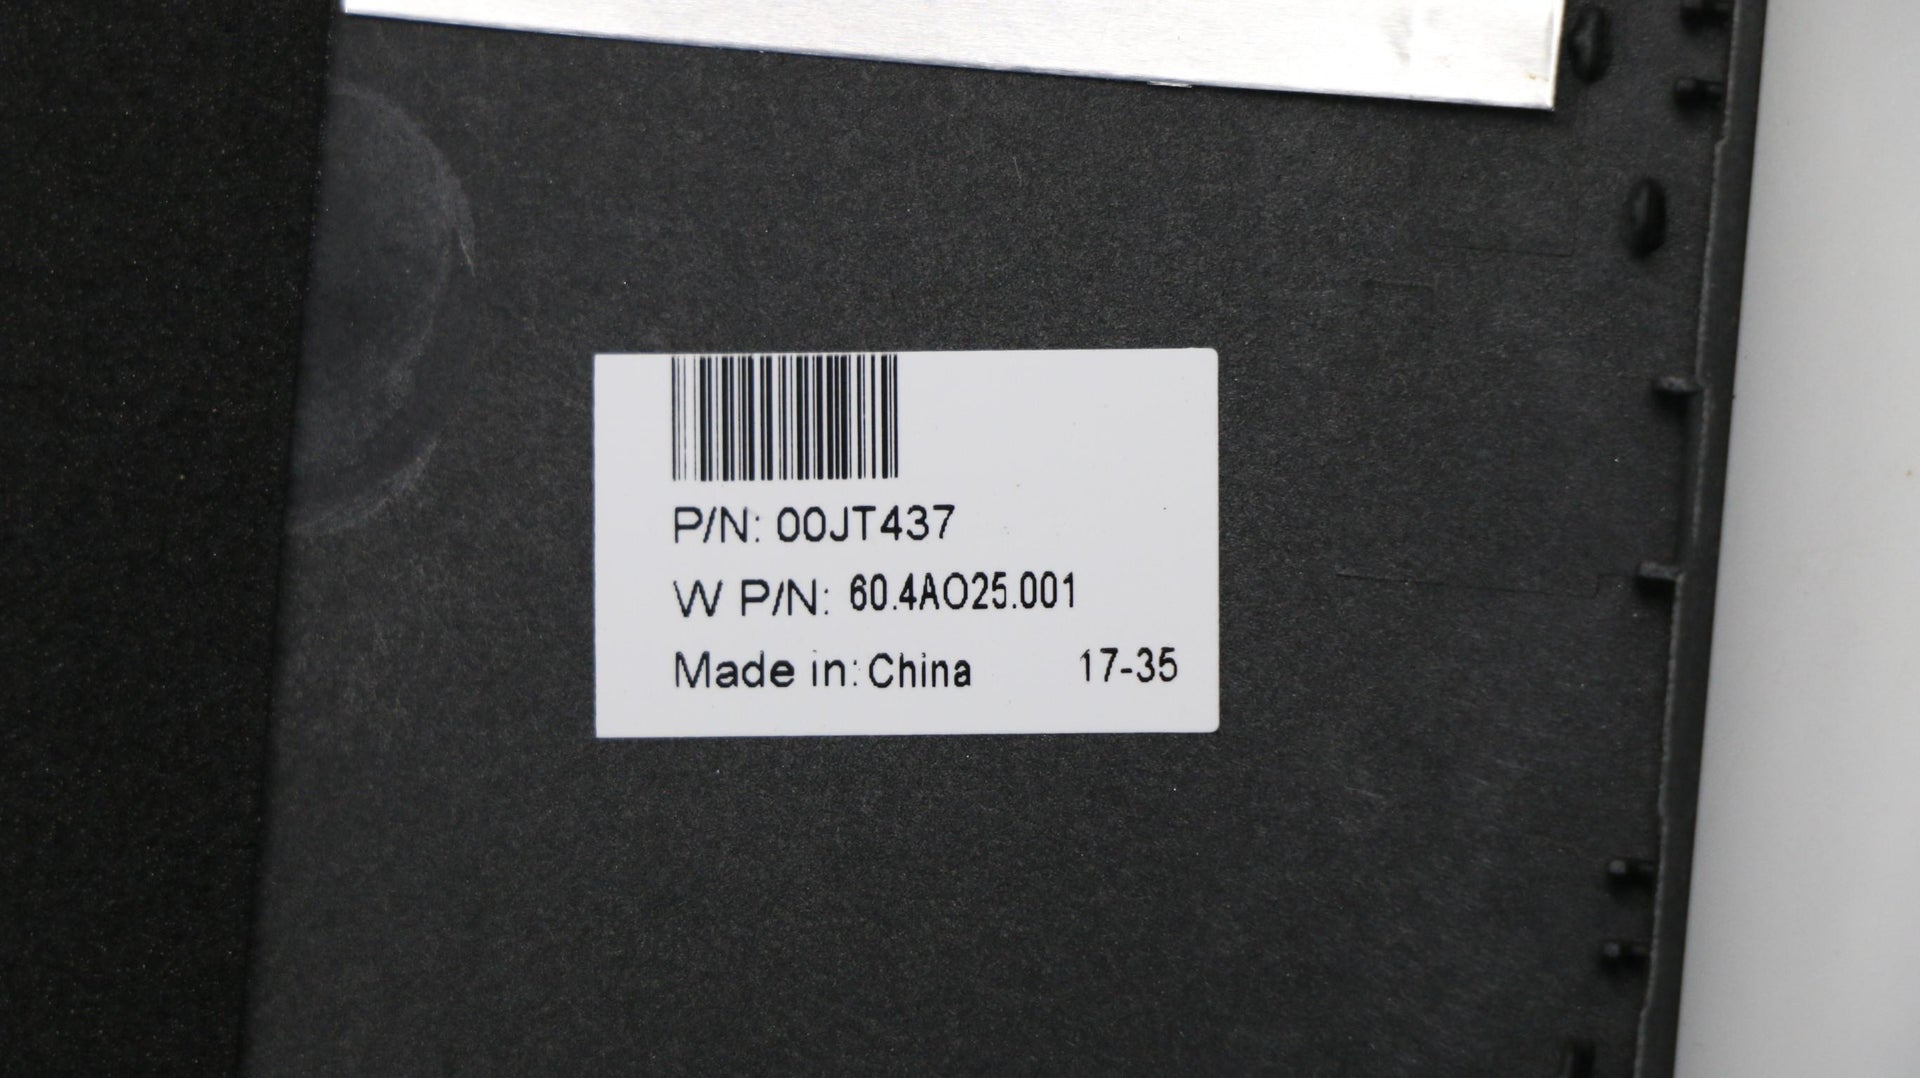 P/N: 00JT437
W P/N: 60.4AO25.001
Made in: China 17-35